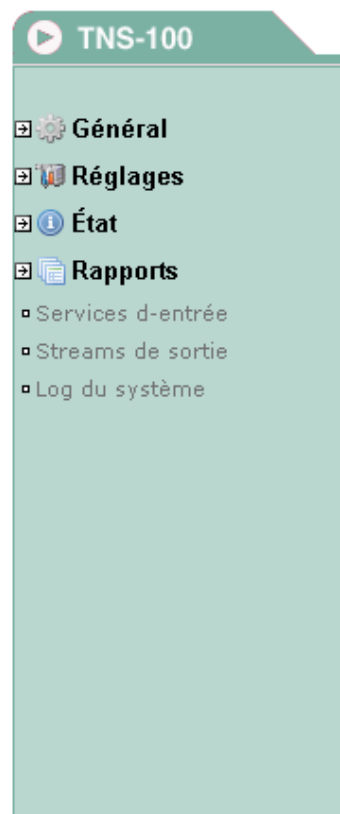 TNS-100
Général
Réglages
État
Rapports
Services d-entrée
Streams de sortie
Log du système